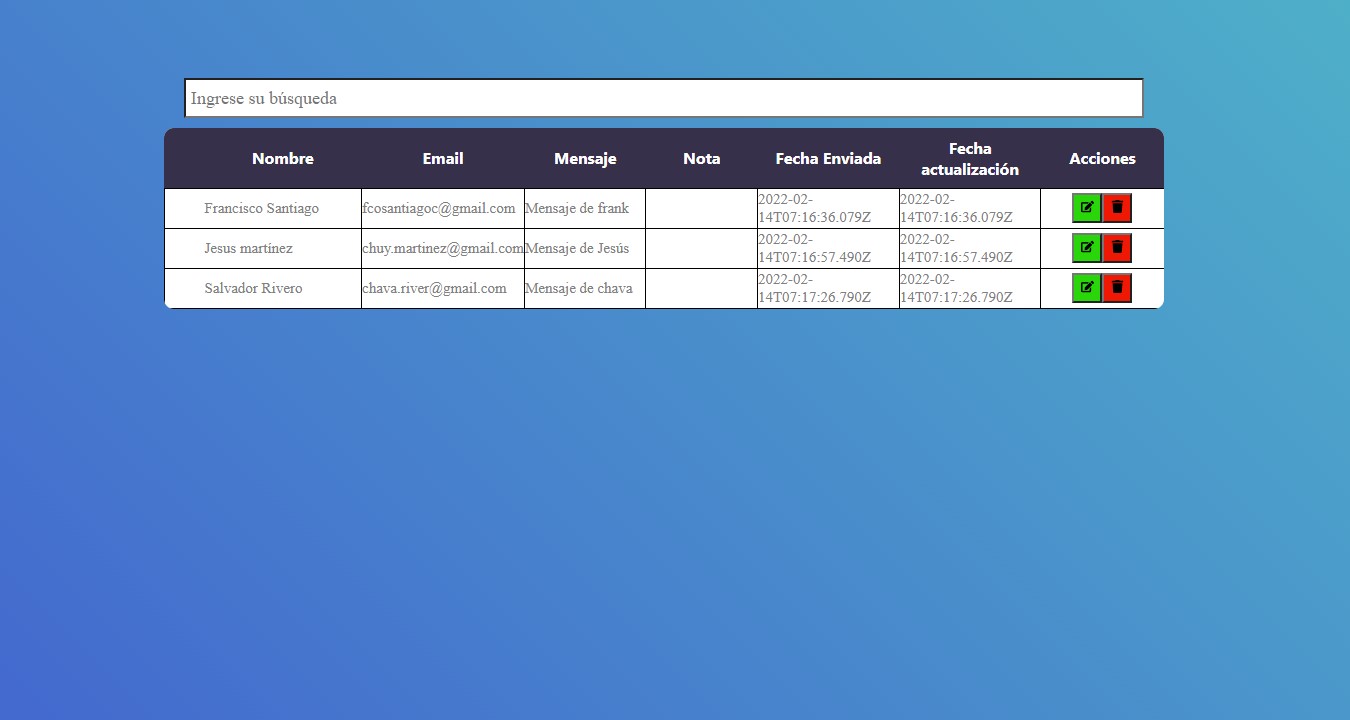 Ingrese su búsqueda
Nombre Email Mensaje Nota Fecha Enviada Fecha actualización Acciones
Francisco Santiago fcosantiagoc@gmail.com Mensaje de frank 2022-02-14T07:16:36.079Z 2022-02-14T07:16:36.079Z
Jesus martínez chuy.martinez@gmail.com Mensaje de Jesús 2022-02-14T07:16:57.490Z 2022-02-14T07:16:57.490Z
Salvador Rivero chava.river@gmail.com Mensaje de chava 2022-02-14T07:17:26.790Z 2022-02-14T07:17:26.790Z